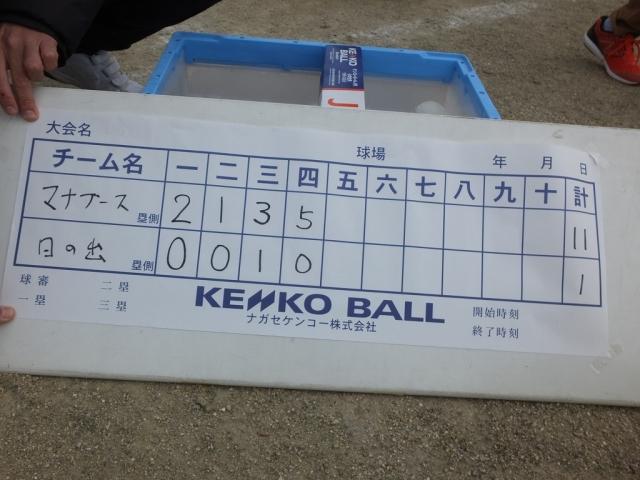 KENKO BALL
J
大会名 球場 年 月 日
チーム名 一 二 三 四 五 六 七 八 九 十 計
マナブース 塁側 2 1 3 5 11
日の出 塁側 0 0 1 0 1
球審 二塁
一塁 三塁
KENKO BALL
ナガセケンコー株式会社
開始時刻
終了時刻